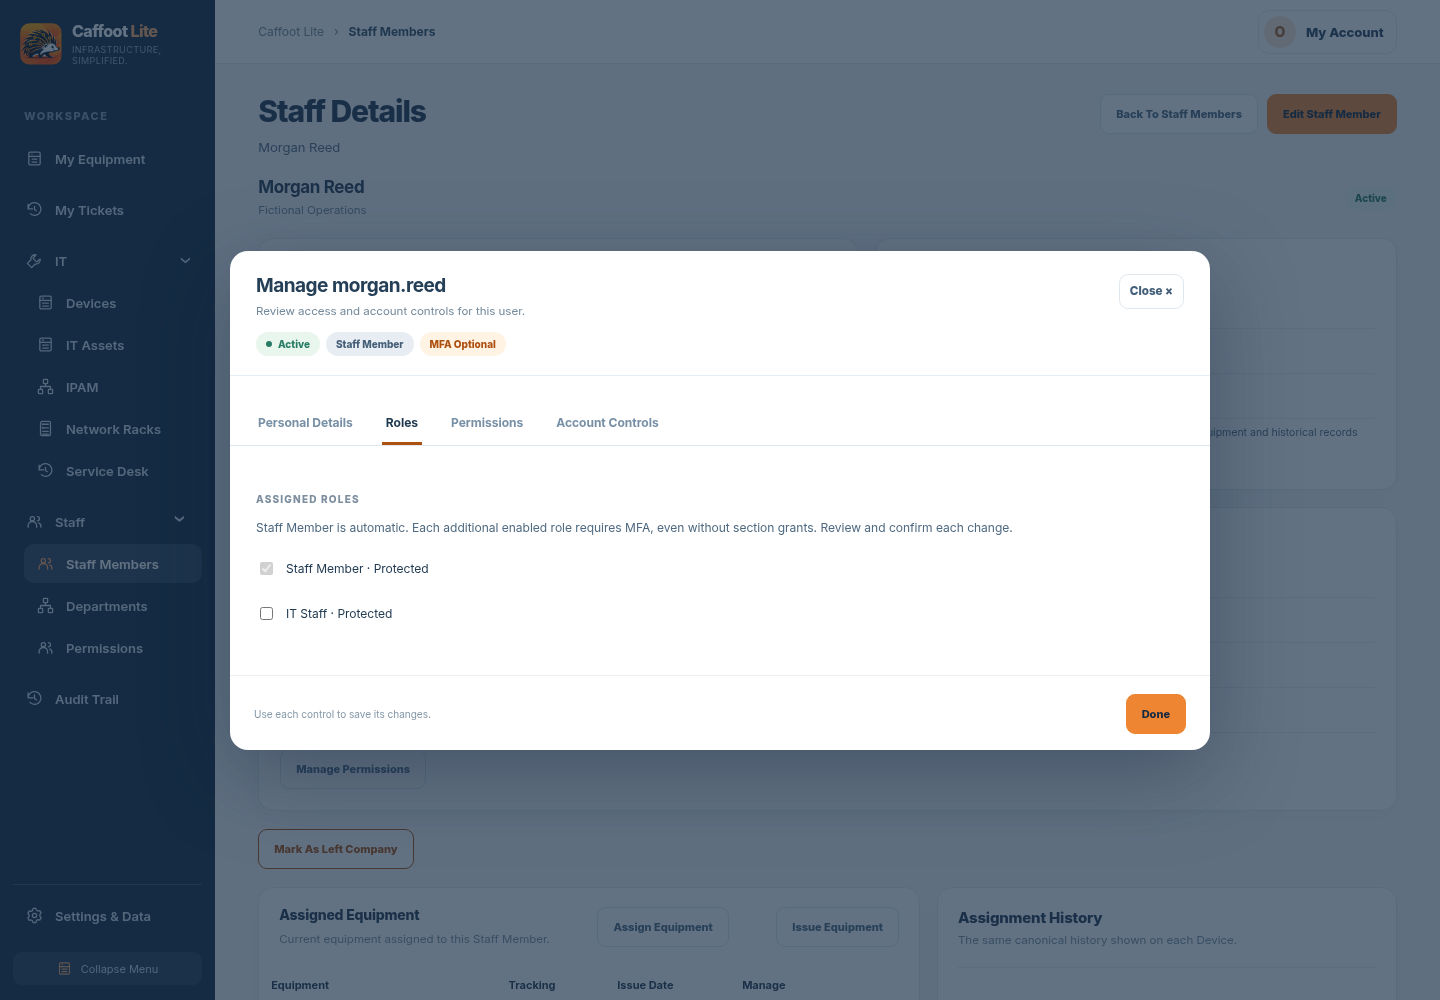 Caffoot Lite
INFRASTRUCTURE,
SIMPLIFIED.
WORKSPACE
My Equipment
My Tickets
IT
Devices
IT Assets
IPAM
Network Racks
Service Desk
Staff
Staff Members
Departments
Permissions
Audit Trail
Settings & Data
Collapse Menu
Caffoot Lite › Staff Members
O My Account
Staff Details
Morgan Reed
Back To Staff Members
Edit Staff Member
Morgan Reed
Fictional Operations
Active
Manage morgan.reed
Review access and account controls for this user.
Close ×
Active
Staff Member
MFA Optional
Personal Details
Roles
Permissions
Account Controls
ASSIGNED ROLES
Staff Member is automatic. Each additional enabled role requires MFA, even without section grants. Review and confirm each change.
Staff Member · Protected
IT Staff · Protected
Use each control to save its changes.
Done
and historical records
Manage Permissions
Mark As Left Company
Assigned Equipment
Current equipment assigned to this Staff Member.
Assign Equipment
Issue Equipment
Equipment Tracking Issue Date Manage
Assignment History
The same canonical history shown on each Device.